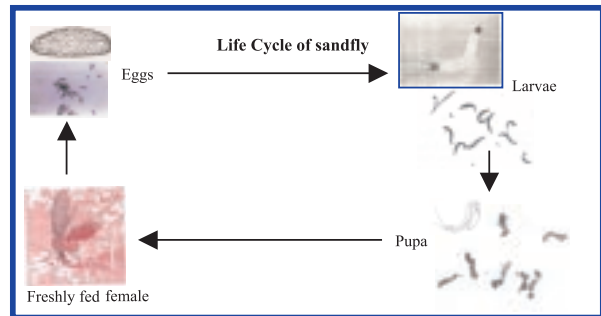 Life Cycle of sandfly
Eggs
Larvae
Pupa
Freshly fed female